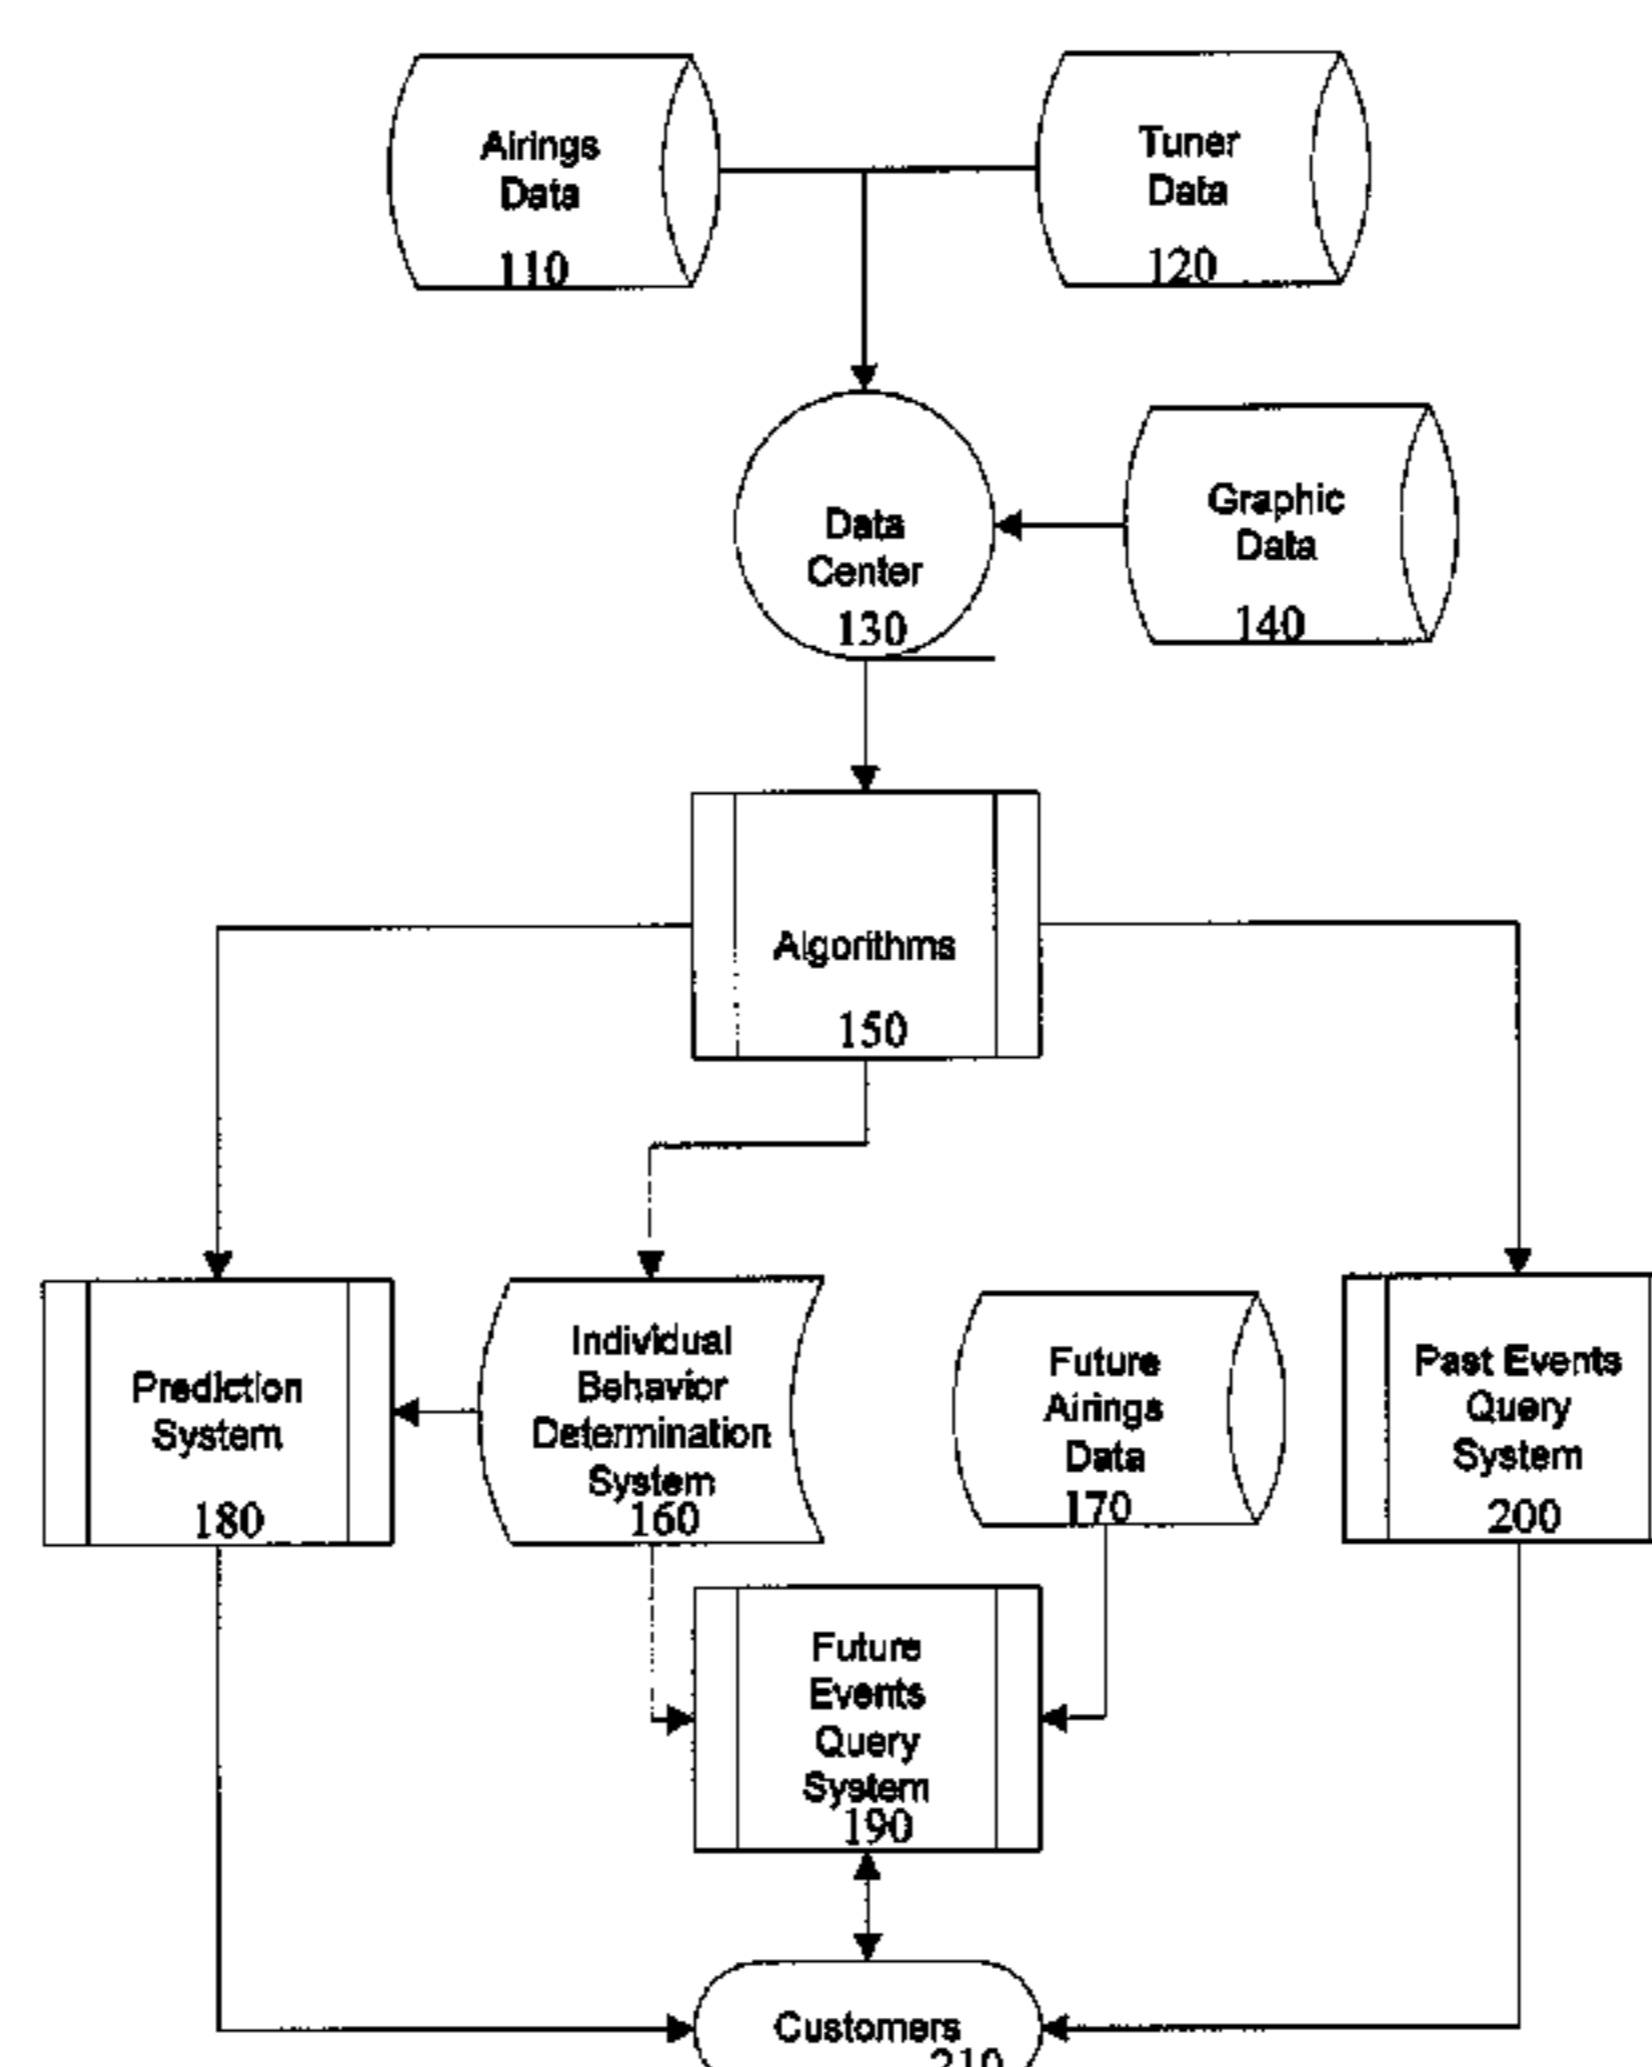 Airings
Data
110
Tuner
Data
120
Data
Center
130
Graphic
Data
140
Algorithms
150
Prediction
System
180
Individual
Behavior
Determination
System
160
Future
Airings
Data
170
Past Events
Query
System
200
Future
Events
Query
System
190
Customers
210